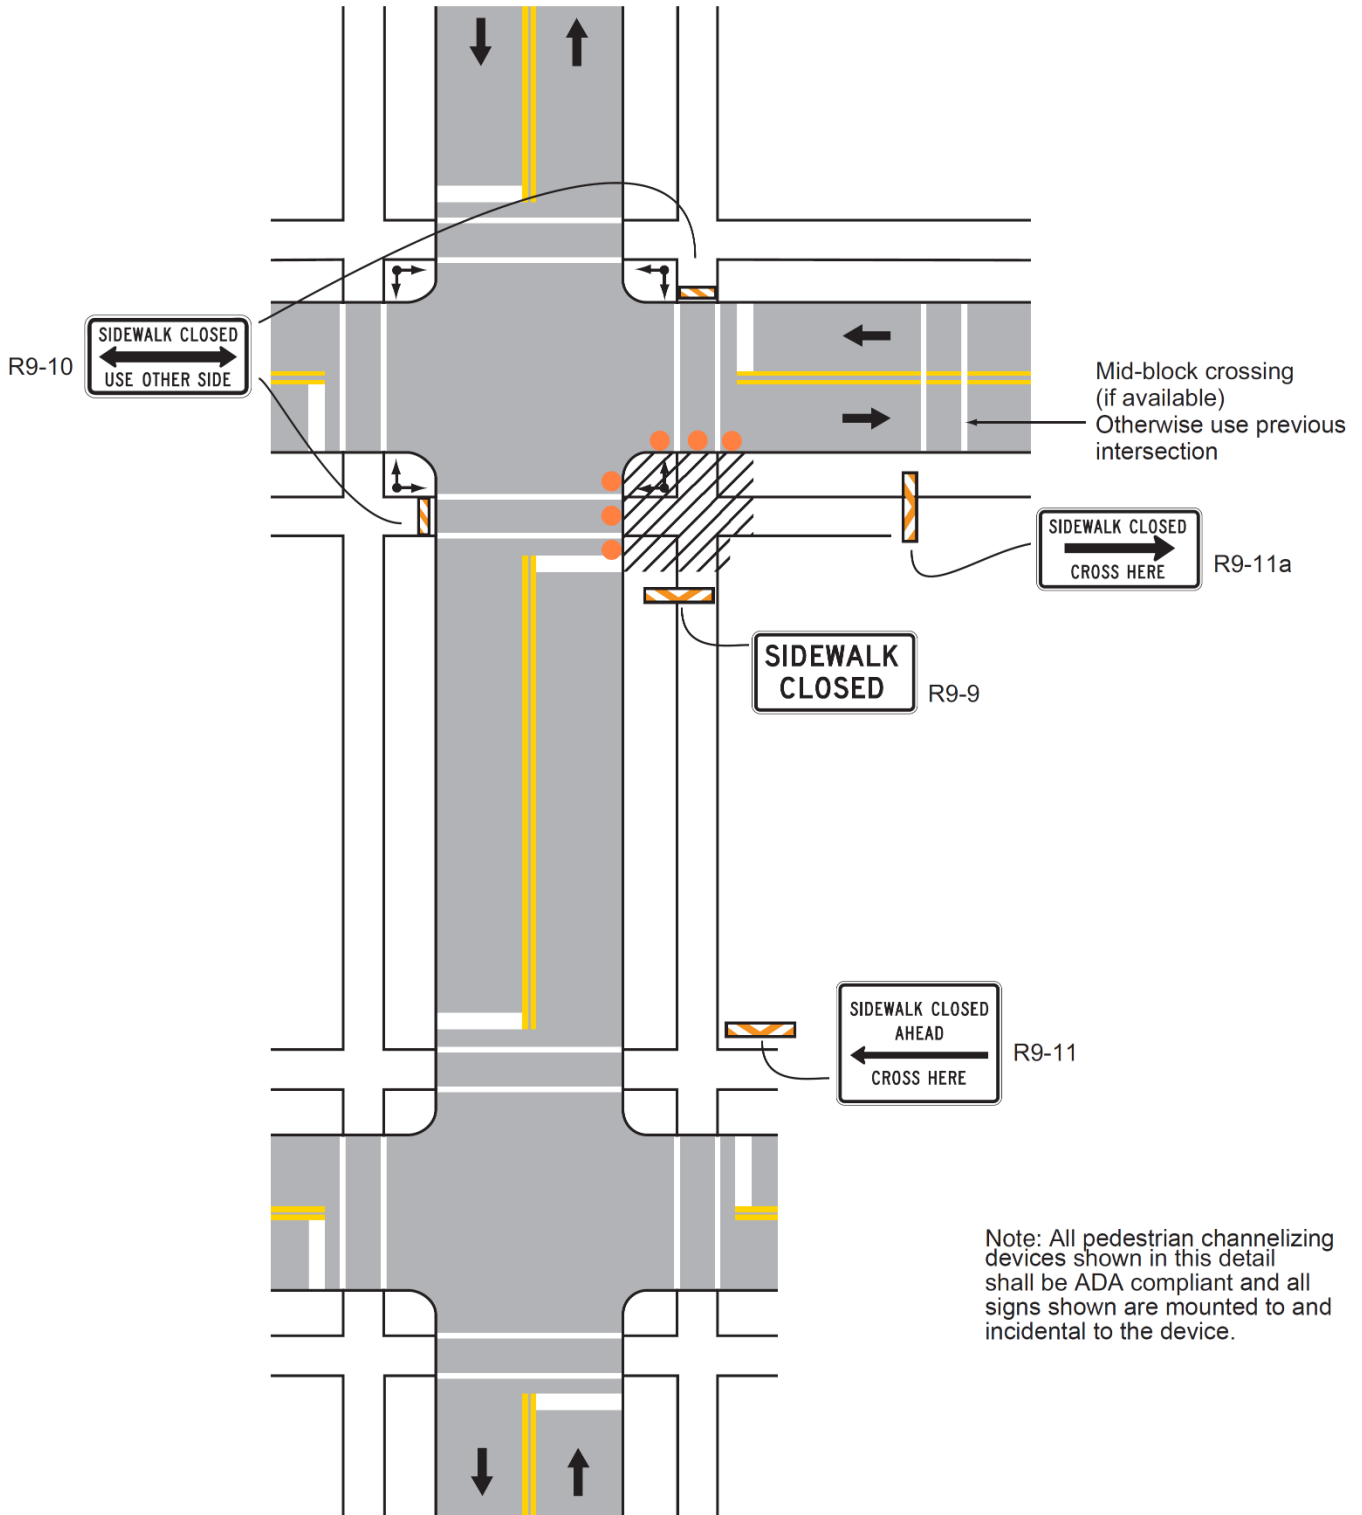 R9-10
SIDEWALK CLOSED
USE OTHER SIDE
Mid-block crossing
(if available)
Otherwise use previous
intersection
SIDEWALK CLOSED
CROSS HERE
R9-11a
SIDEWALK
CLOSED
R9-9
SIDEWALK CLOSED
AHEAD
CROSS HERE
R9-11
Note: All pedestrian channelizing
devices shown in this detail
shall be ADA compliant and all
signs shown are mounted to and
incidental to the device.